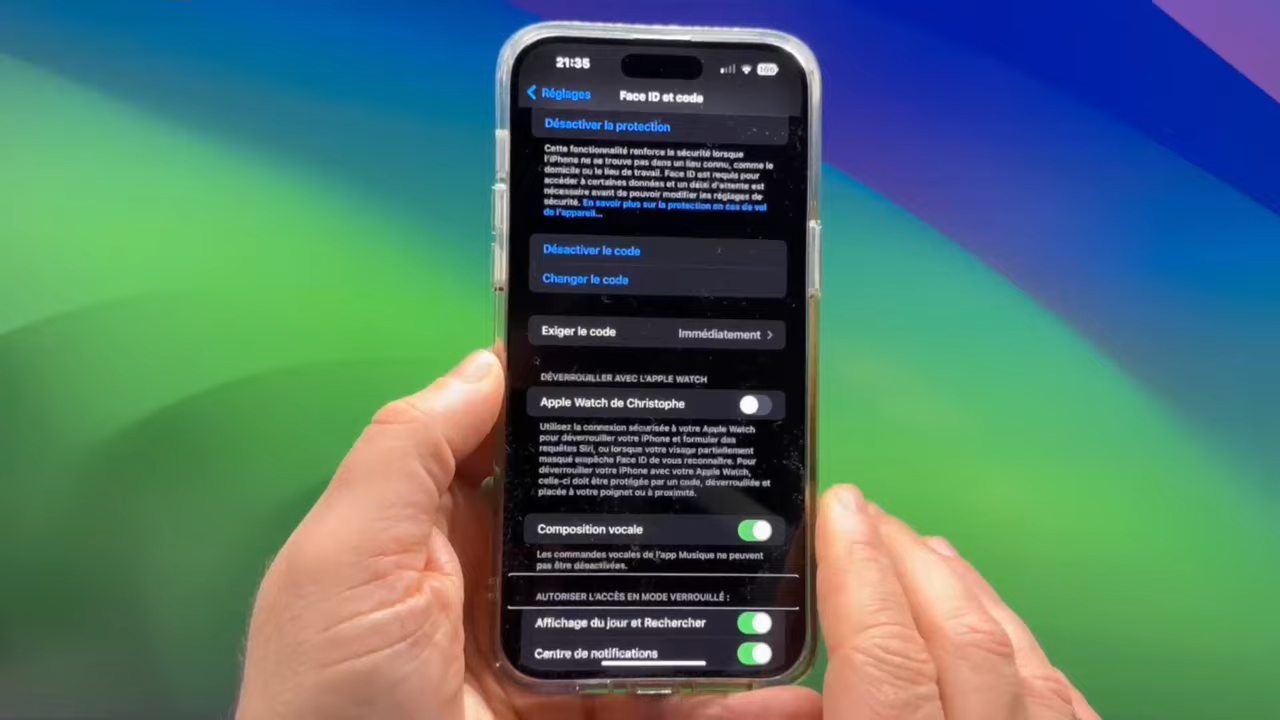 21:35
100
Réglages
Face ID et code
Désactiver la protection
Cette fonctionnalité renforce la sécurité lorsque
l'iPhone ne se trouve pas dans un lieu connu, comme le
domicile ou le lieu de travail. Face ID est requis pour
accéder à certaines données et un délai d'attente est
nécessaire avant de pouvoir modifier les réglages de
sécurité. En savoir plus sur la protection en cas de vol
de l'appareil...
Désactiver le code
Changer le code
Exiger le code Immédiatement
DÉVERROUILLER AVEC L'APPLE WATCH
Apple Watch de Christophe
Utilisez la connexion sécurisée à votre Apple Watch
pour déverrouiller votre iPhone et formuler des
requêtes Siri, ou lorsque votre visage partiellement
masqué empêche Face ID de vous reconnaître. Pour
déverrouiller votre iPhone avec votre Apple Watch,
celle-ci doit être protégée par un code, déverrouillée et
placée à votre poignet ou à proximité.
Composition vocale
Les commandes vocales de l'app Musique ne peuvent
pas être désactivées.
AUTORISER L'ACCÈS EN MODE VERROUILLÉ :
Affichage du jour et Rechercher
Centre de notifications